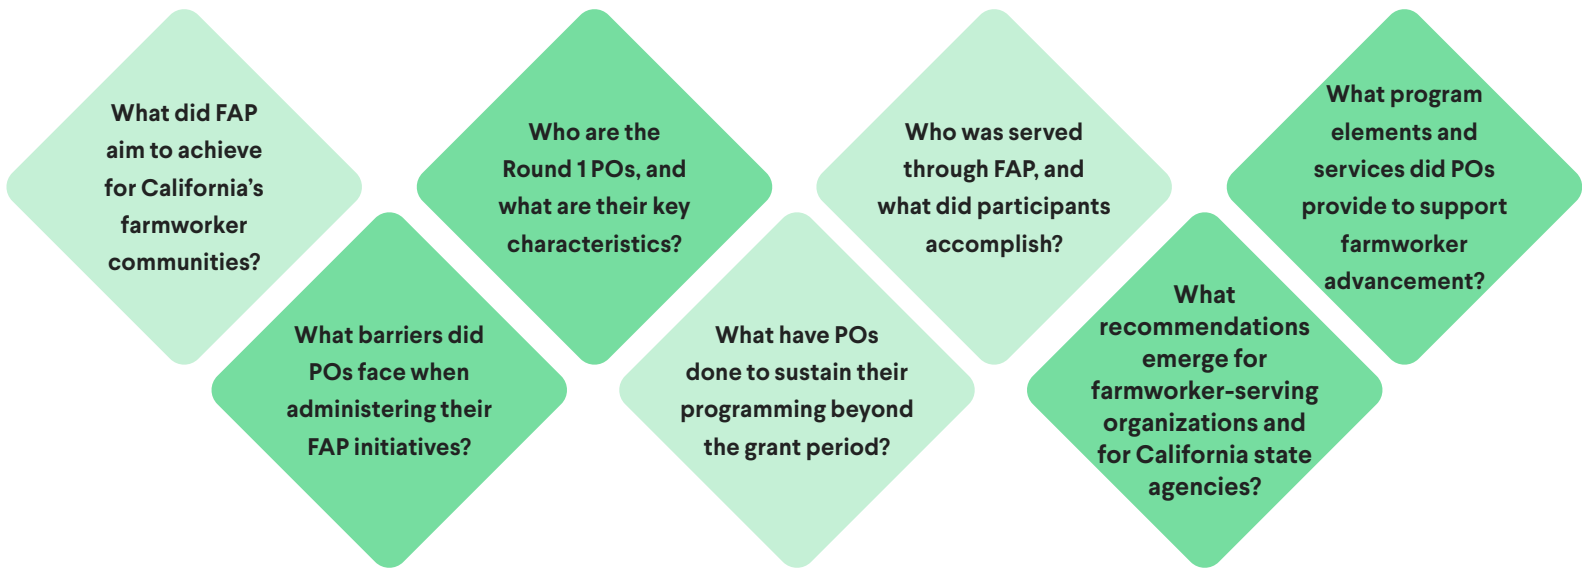 What did FAP
aim to achieve
for California’s
farmworker
communities?
Who are the
Round 1 POs, and
what are their key
characteristics?
Who was served
through FAP, and
what did participants
accomplish?
What program
elements and
services did POs
provide to support
farmworker
advancement?
What barriers did
POs face when
administering their
FAP initiatives?
What have POs
done to sustain their
programming beyond
the grant period?
What
recommendations
emerge for
farmworker-serving
organizations and
for California state
agencies?